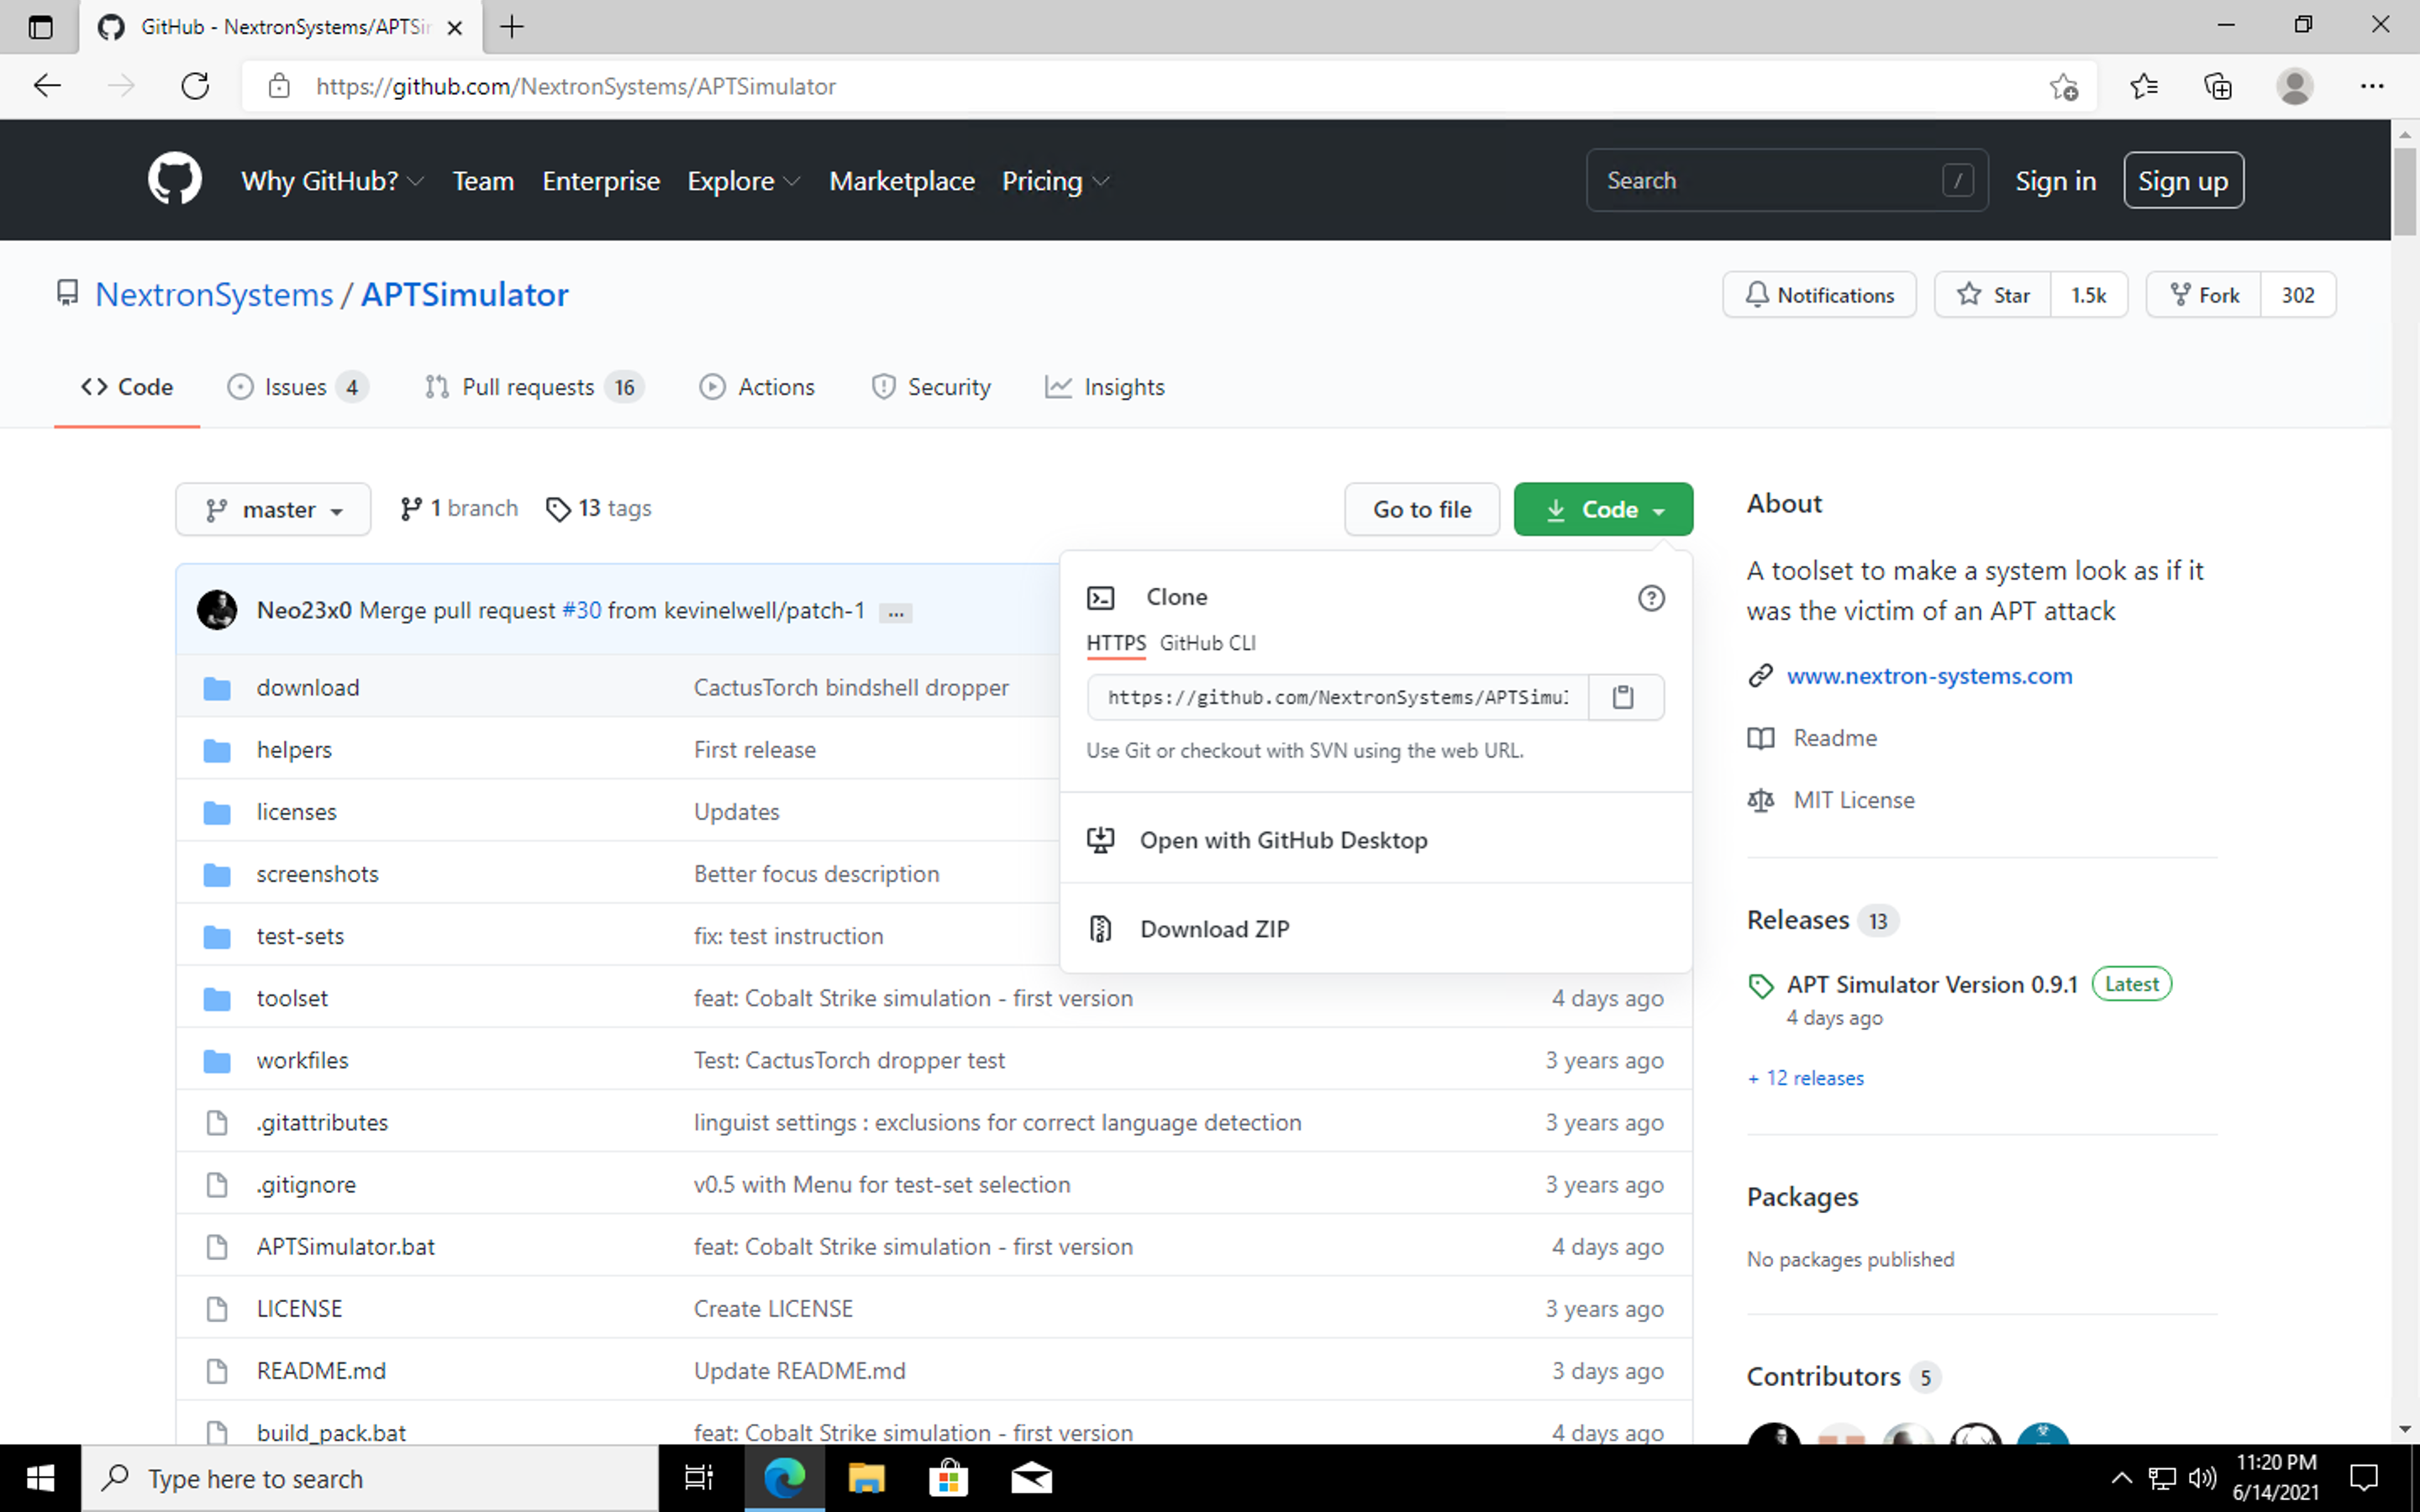 GitHub - NextronSystems/APTSi
https://github.com/NextronSystems/APTSimulator
Why GitHub? Team Enterprise Explore Marketplace Pricing
Search /
Sign in
Sign up
NextronSystems / APTSimulator
Notifications
Star 1.5k
Fork 302
Code
Issues 4
Pull requests 16
Actions
Security
Insights
master
1 branch
13 tags
Go to file
Code
Neo23x0 Merge pull request #30 from kevinelwell/patch-1 ...
Clone
HTTPS GitHub CLI
https://github.com/NextronSystems/APTSimul
Use Git or checkout with SVN using the web URL.
Open with GitHub Desktop
Download ZIP
download CactusTorch bindshell dropper
helpers First release
licenses Updates
screenshots Better focus description
test-sets fix: test instruction
toolset feat: Cobalt Strike simulation - first version 4 days ago
workfiles Test: CactusTorch dropper test 3 years ago
.gitattributes linguist settings : exclusions for correct language detection 3 years ago
.gitignore v0.5 with Menu for test-set selection 3 years ago
APTSimulator.bat feat: Cobalt Strike simulation - first version 4 days ago
LICENSE Create LICENSE 3 years ago
README.md Update README.md 3 days ago
build_pack.bat feat: Cobalt Strike simulation - first version 4 days ago
About
A toolset to make a system look as if it
was the victim of an APT attack
www.nextron-systems.com
Readme
MIT License
Releases 13
APT Simulator Version 0.9.1 Latest
4 days ago
+ 12 releases
Packages
No packages published
Contributors 5
Type here to search
11:20 PM
6/14/2021